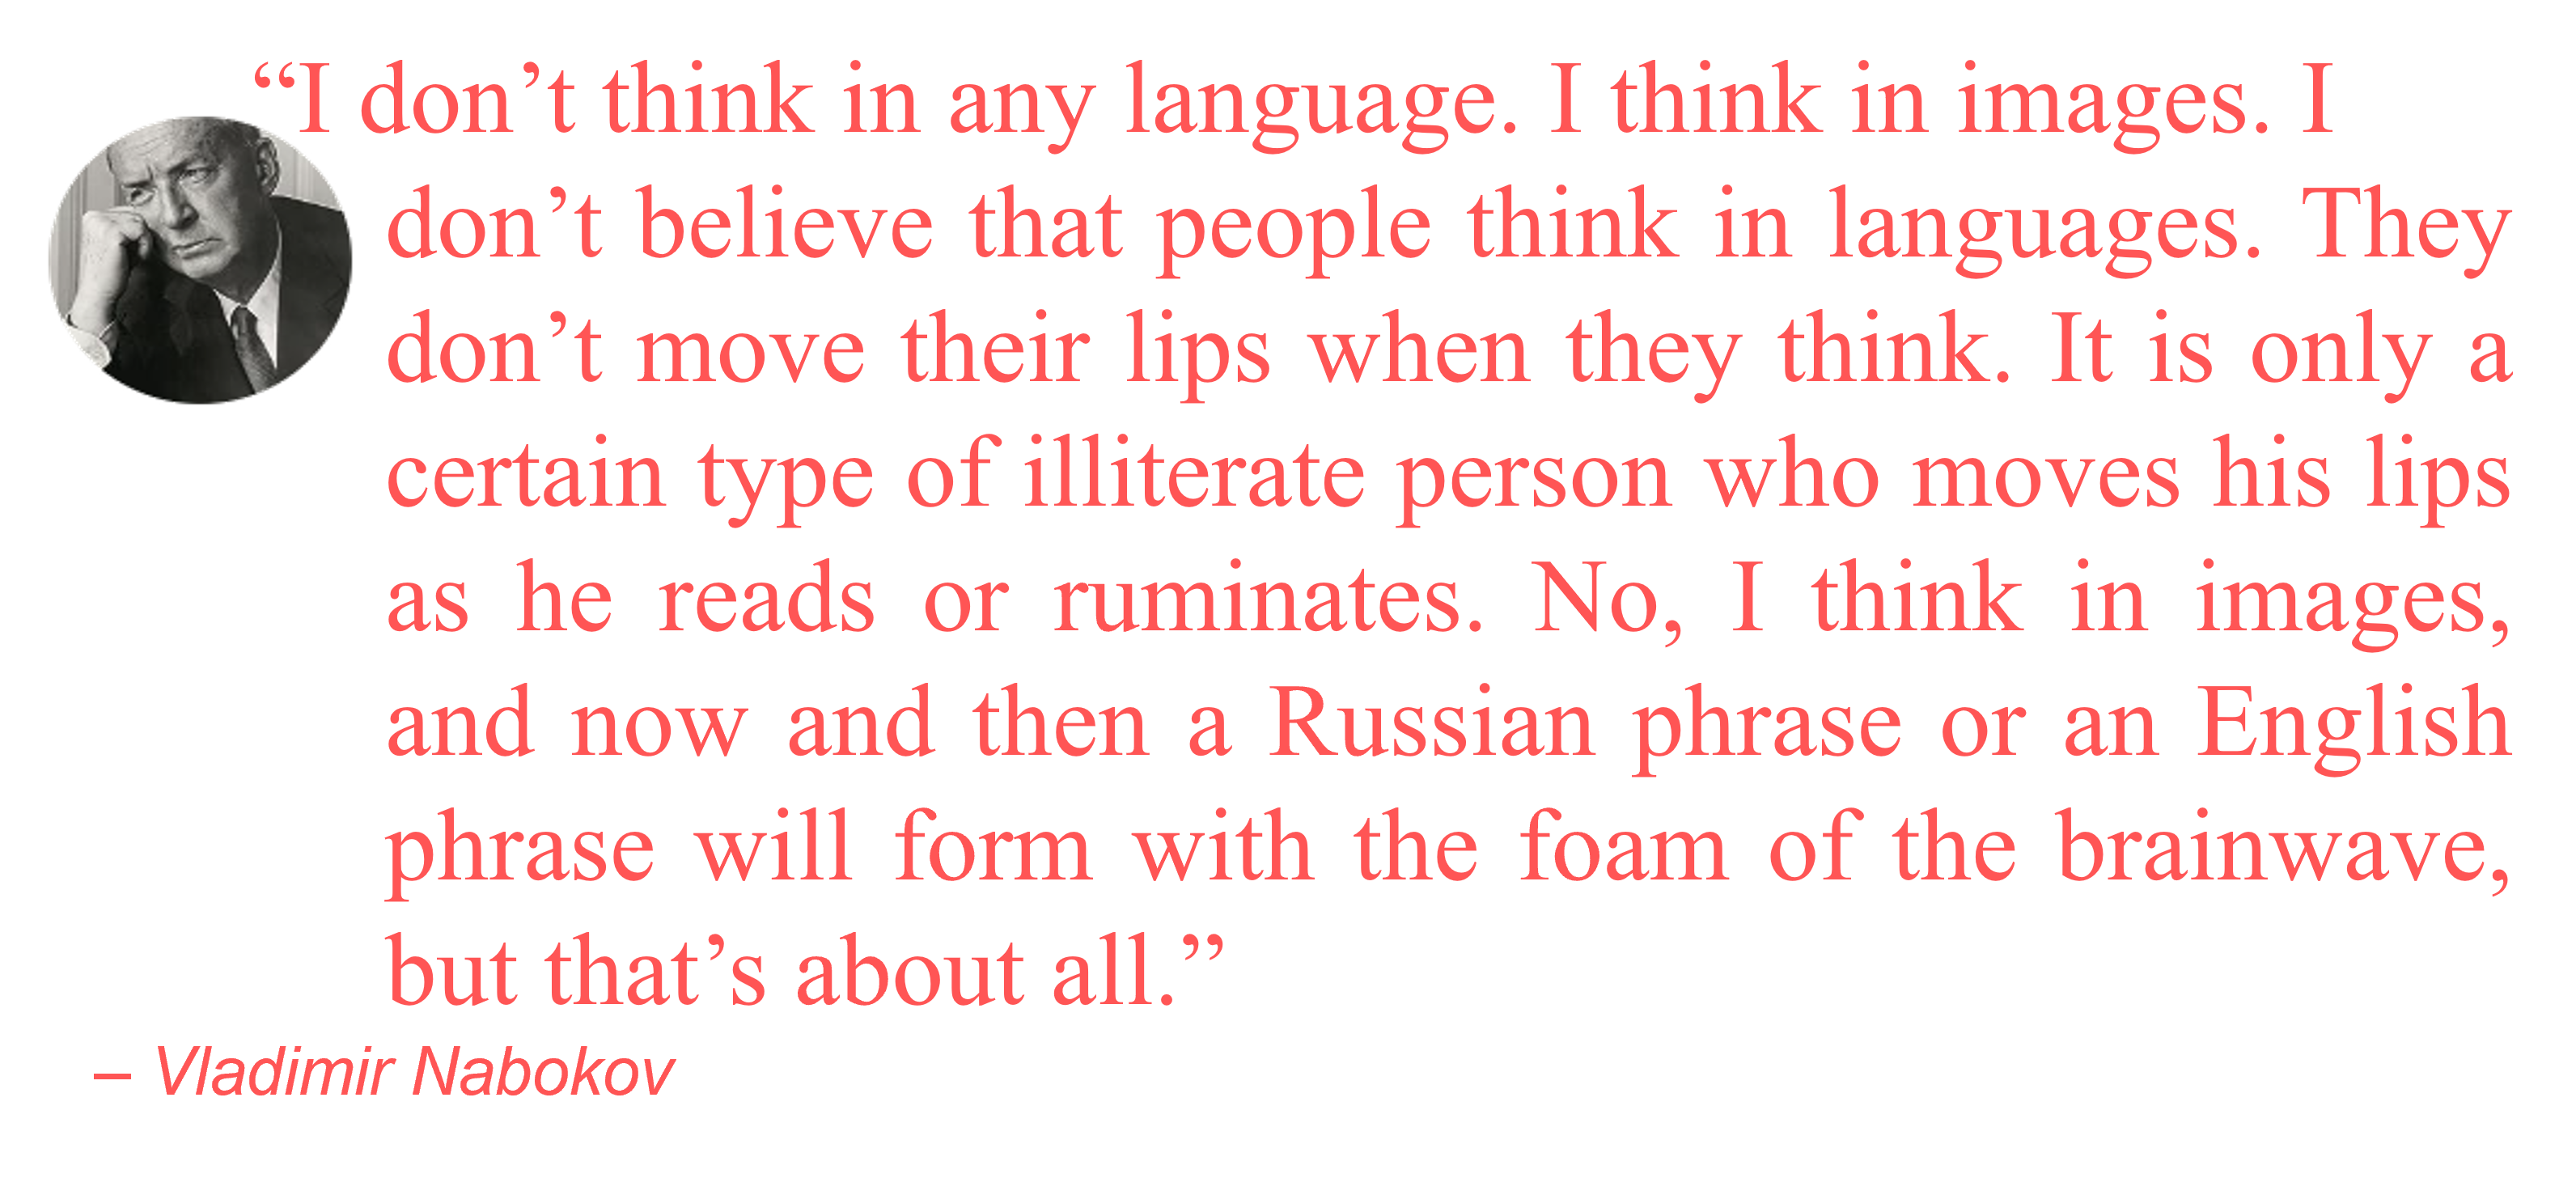 “I don’t think in any language. I think in images. I
don’t believe that people think in languages. They
don’t move their lips when they think. It is only a
certain type of illiterate person who moves his lips
as he reads or ruminates. No, I think in images,
and now and then a Russian phrase or an English
phrase will form with the foam of the brainwave,
but that’s about all.”
– Vladimir Nabokov